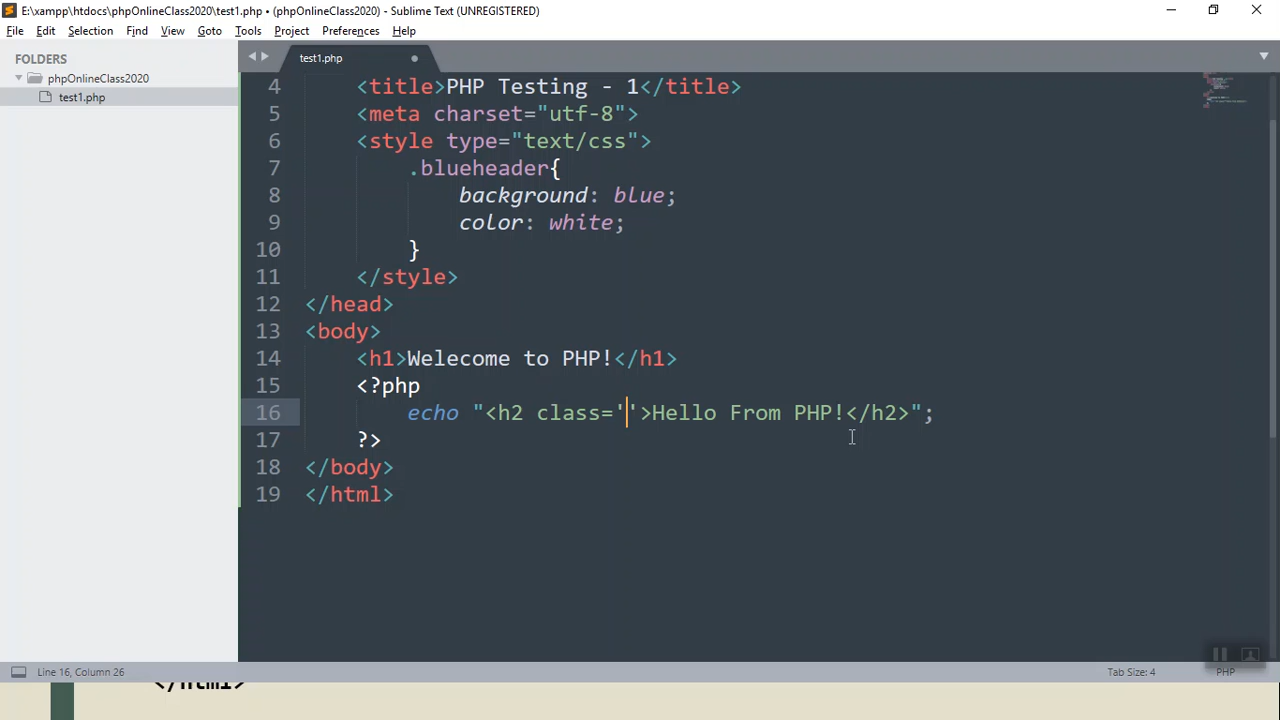 E:\xampp\htdocs\phpOnlineClass2020\test1.php • (phpOnlineClass2020) - Sublime Text (UNREGISTERED)
File Edit Selection Find View Goto Tools Project Preferences Help
FOLDERS
phpOnlineClass2020
test1.php
test1.php
4 <title>PHP Testing - 1</title>
5 <meta charset="utf-8">
6 <style type="text/css">
7 .blueheader{
8 background: blue;
9 color: white;
10 }
11 </style>
12 </head>
13 <body>
14 <h1>Welecome to PHP!</h1>
15 <?php
16 echo "<h2 class=''>Hello From PHP!</h2>";
17 ?>
18 </body>
19 </html>
Line 16, Column 26
Tab Size: 4
PHP
</html>